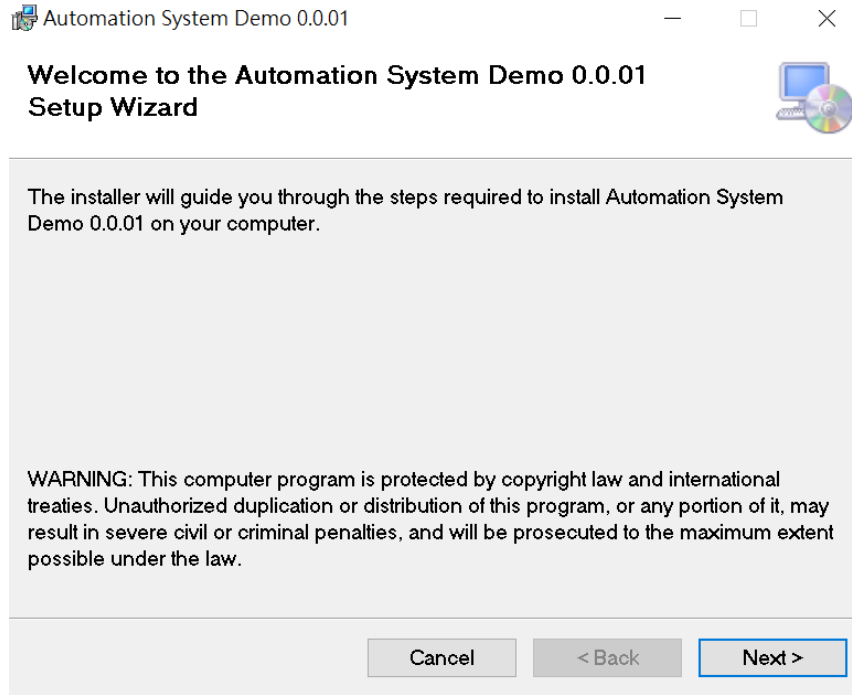 Automation System Demo 0.0.01
Welcome to the Automation System Demo 0.0.01
Setup Wizard
The installer will guide you through the steps required to install Automation System
Demo 0.0.01 on your computer.
WARNING: This computer program is protected by copyright law and international
treaties. Unauthorized duplication or distribution of this program, or any portion of it, may
result in severe civil or criminal penalties, and will be prosecuted to the maximum extent
possible under the law.
Cancel
< Back
Next >